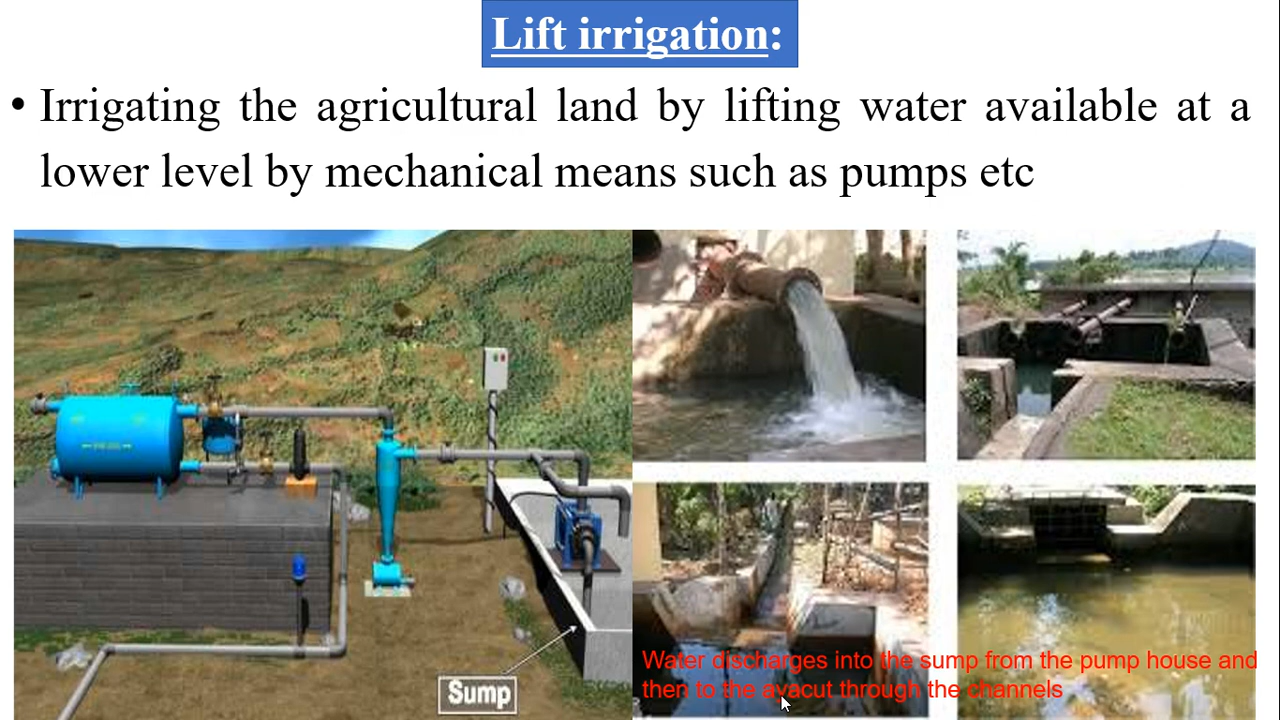 Lift irrigation:
• Irrigating the agricultural land by lifting water available at a
lower level by mechanical means such as pumps etc
Sump
Water discharges into the sump from the pump house and
then to the ayacut through the channels